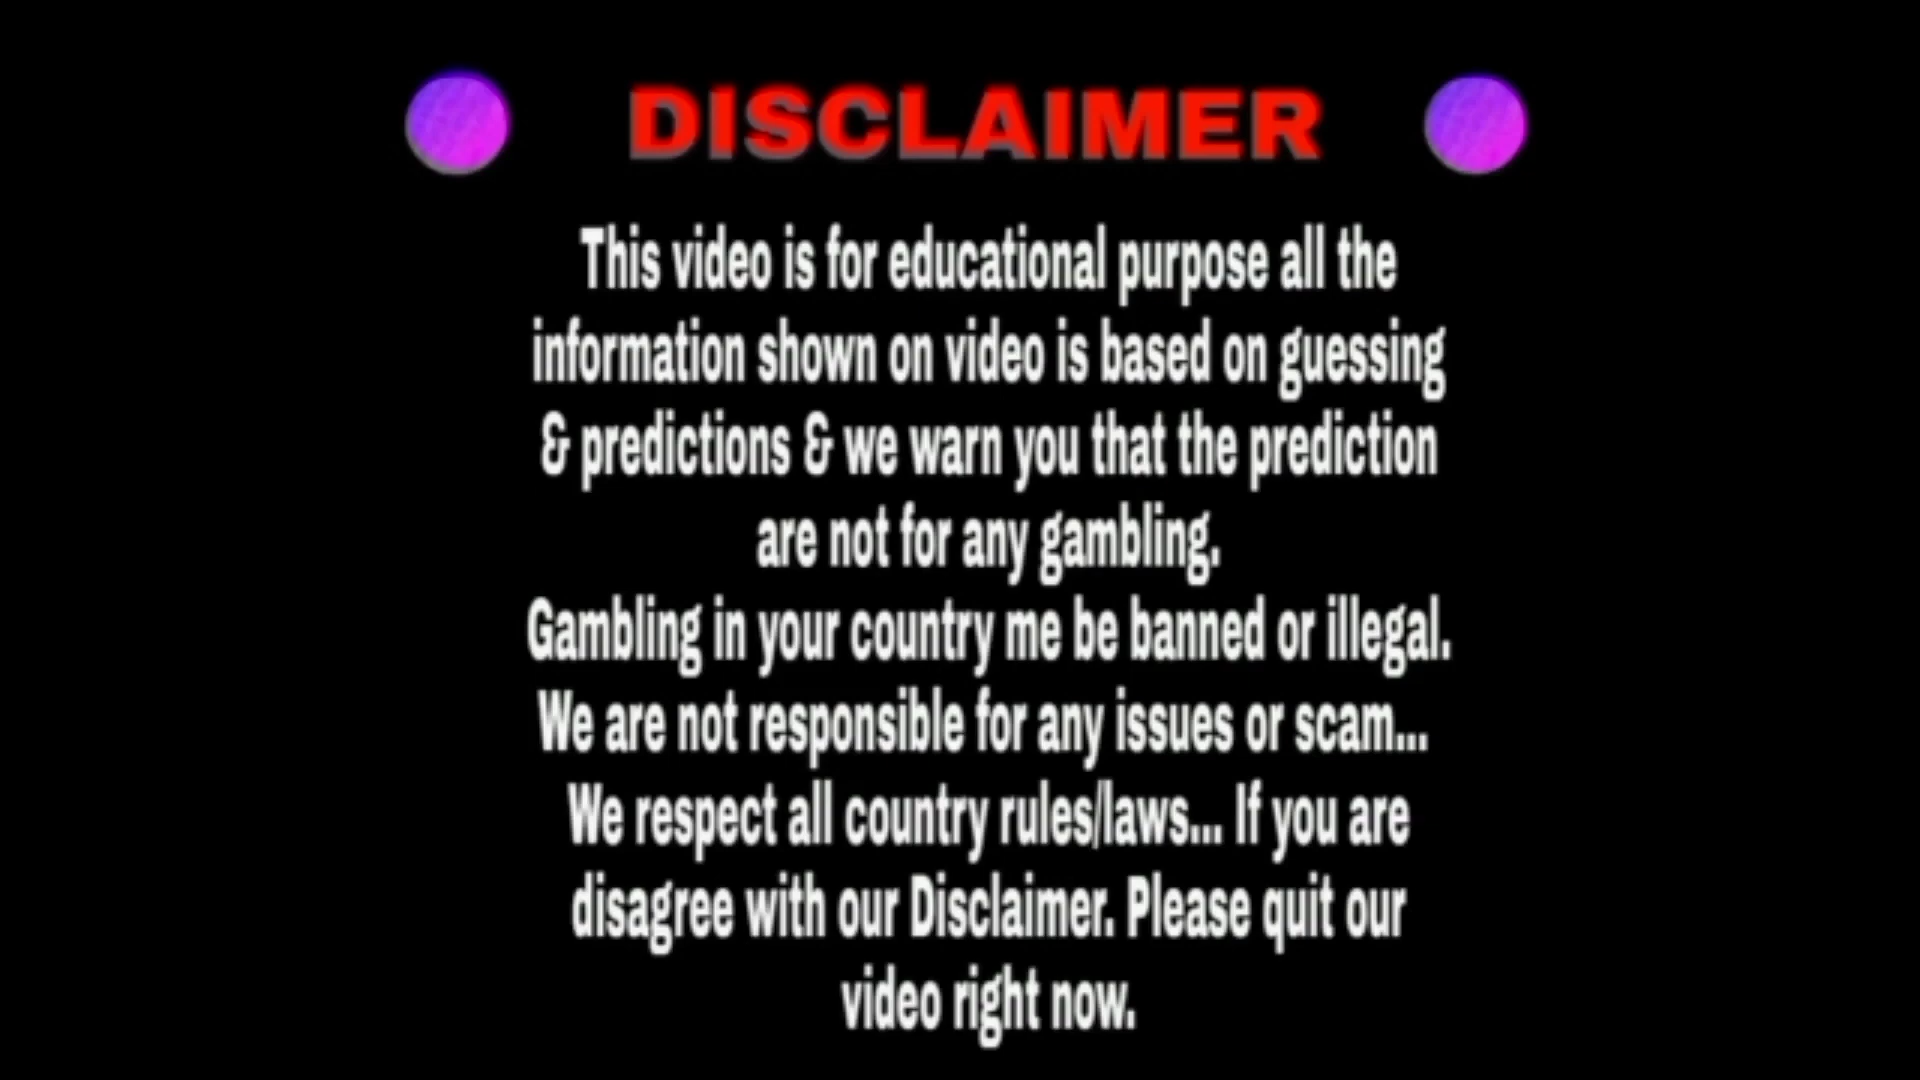 DISCLAIMER
This video is for educational purpose all the
information shown on video is based on guessing
& predictions & we warn you that the prediction
are not for any gambling.
Gambling in your country me be banned or illegal.
We are not responsible for any issues or scam...
We respect all country rules/laws... If you are
disagree with our Disclaimer. Please quit our
video right now.